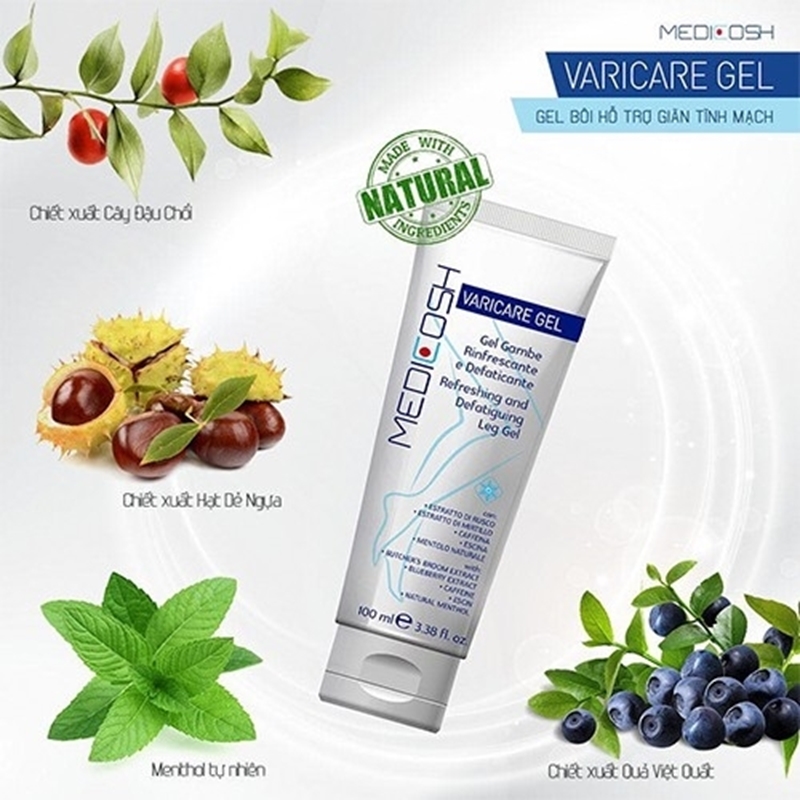 MEDICOSH
VARICARE GEL
GEL BÔI HỖ TRỢ GIÃN TĨNH MẠCH
MADE WITH
NATURAL
INGREDIENTS
Chiết xuất Cây Đậu Chổi
MEDICOSH
VARICARE GEL
Gel Gambe
Rinfrescante
e Defaticante
Refreshing and
Defatiguing
Leg Gel
con:
• ESTRATTO DI RUSCO
• ESTRATTO DI MIRTILLO
• CAFFEINA
• ESCINA
• MENTOLO NATURALE
with:
• BUTCHER'S BROOM EXTRACT
• BLUEBERRY EXTRACT
• CAFFEINE
• ESCIN
• NATURAL MENTHOL
100 ml e 3.38 fl. oz.
Chiết xuất Hạt Dẻ Ngựa
Menthol tự nhiên
Chiết xuất Quả Việt Quất